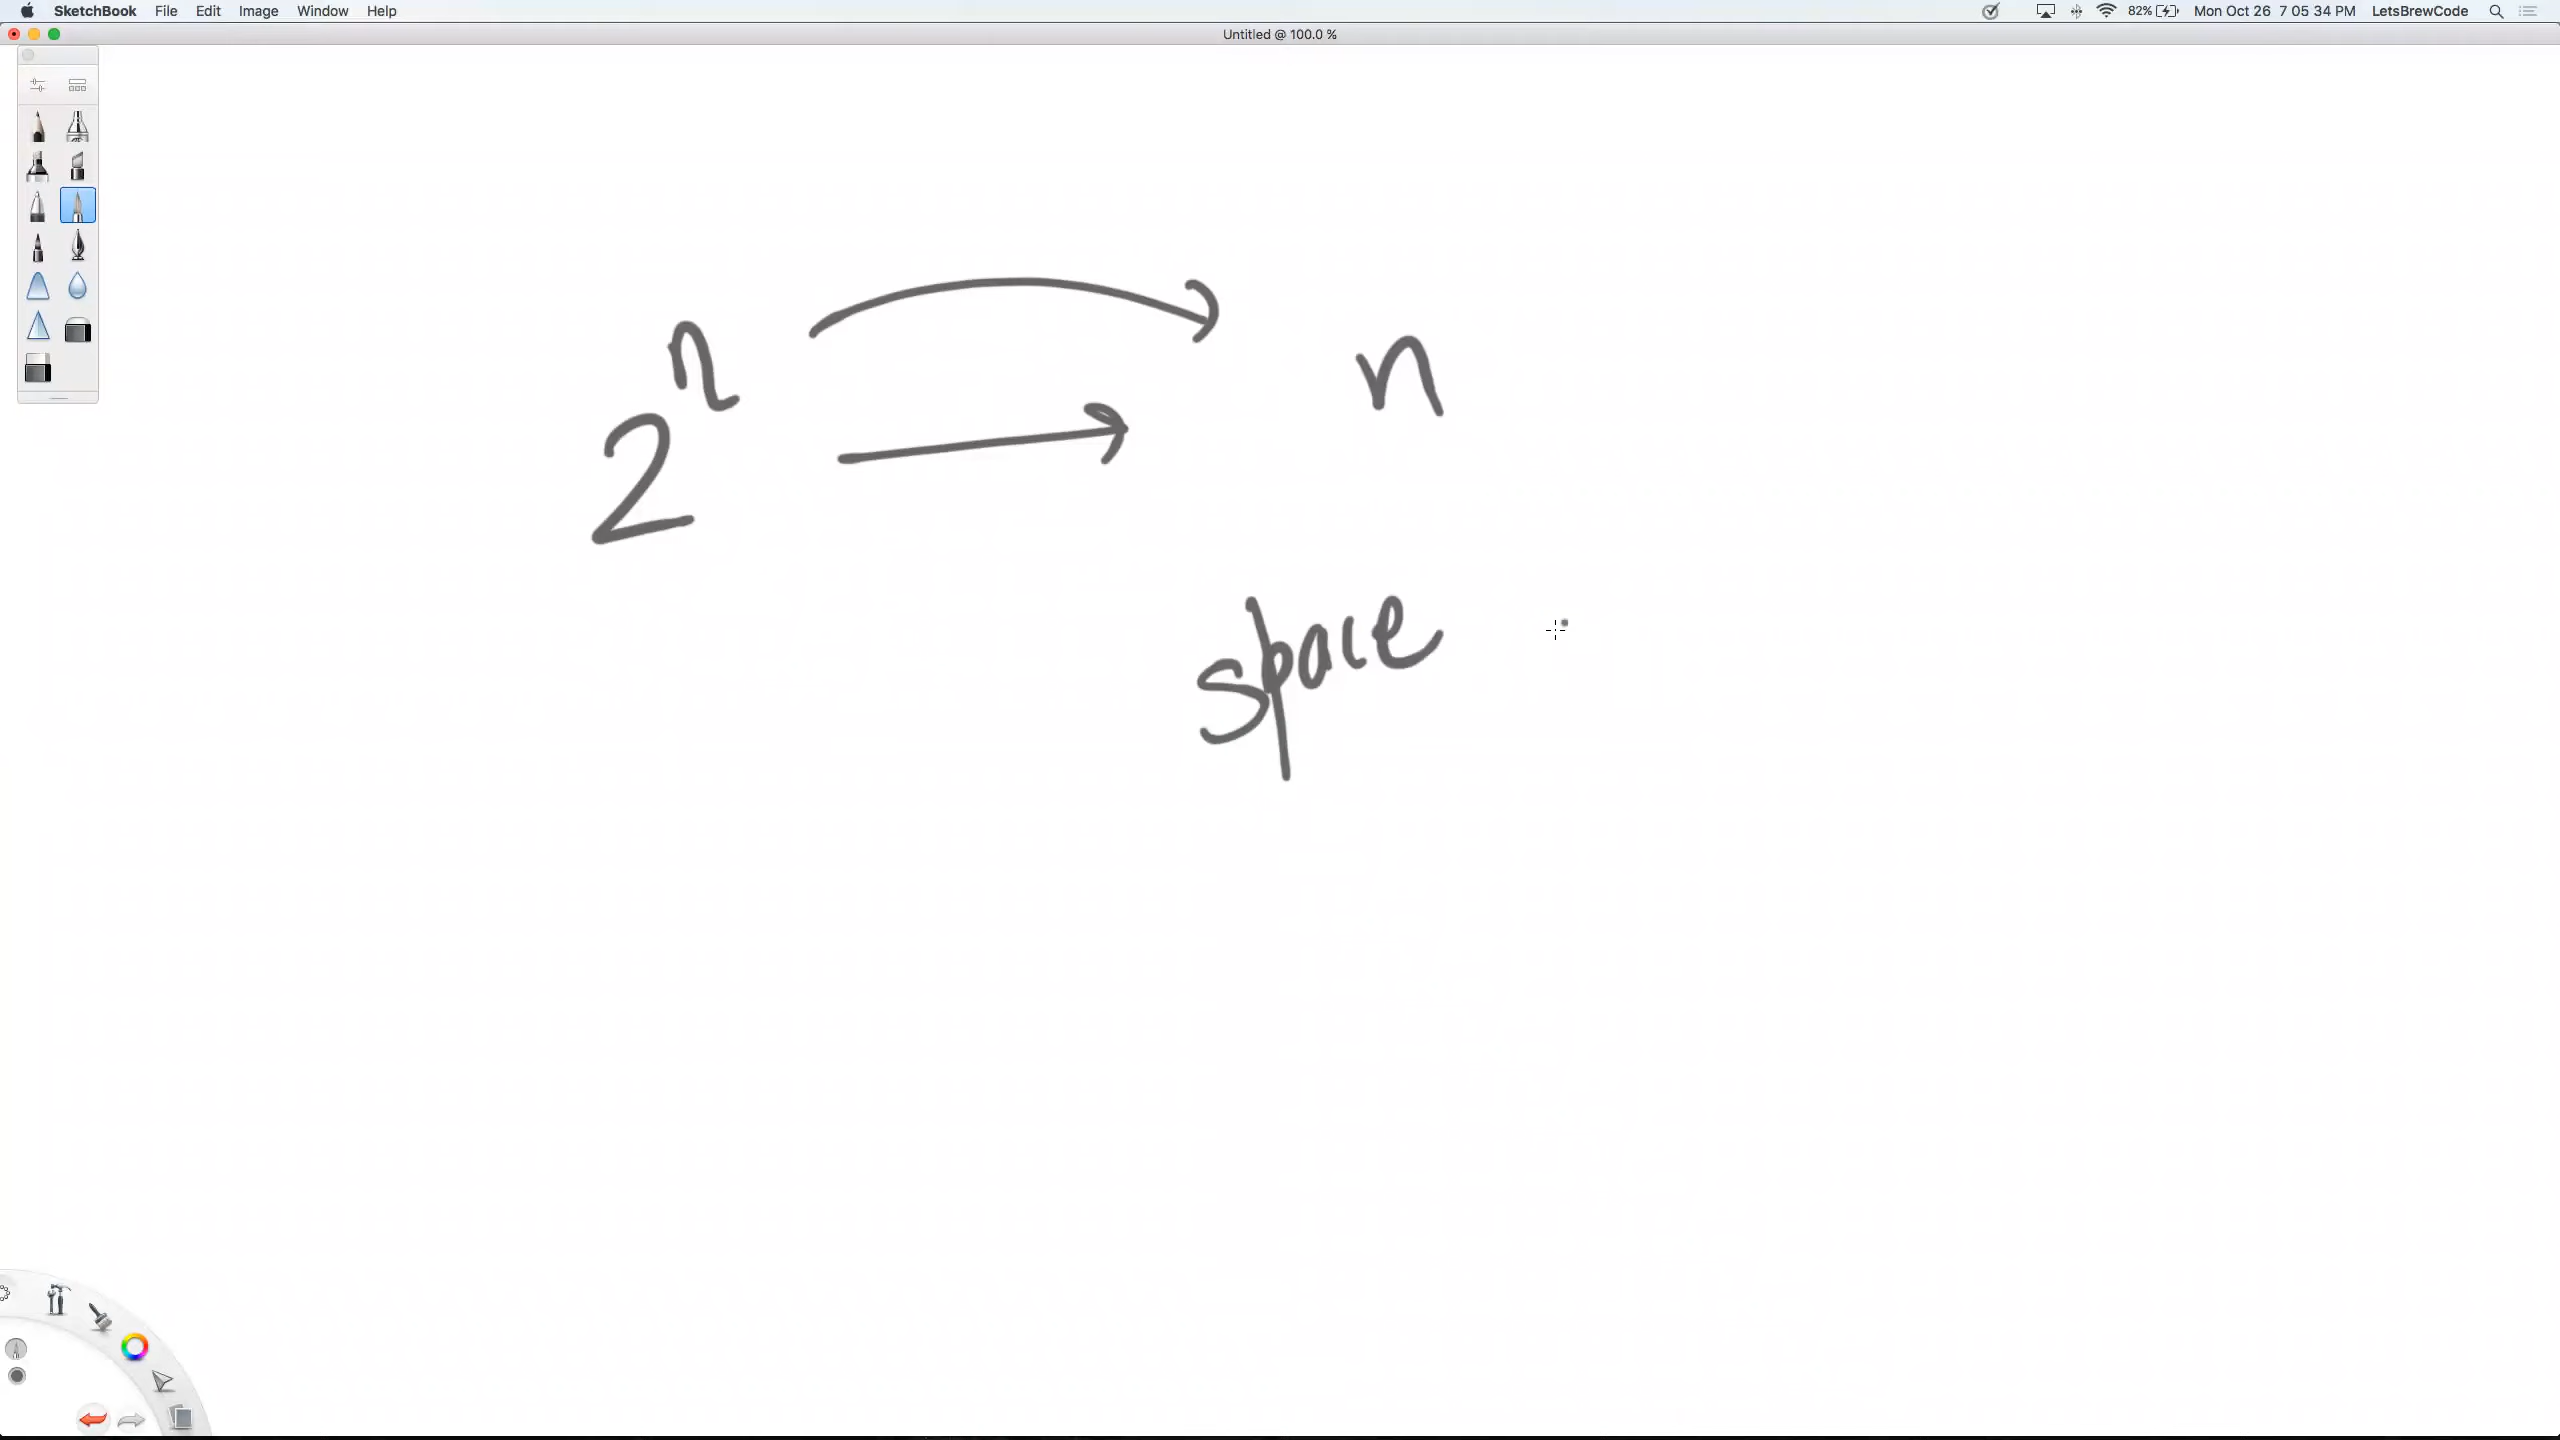 SketchBook File Edit Image Window Help 82% Mon Oct 26 7 05 34 PM LetsBrewCode
Untitled @ 100.0 %
2ⁿ → → n
space